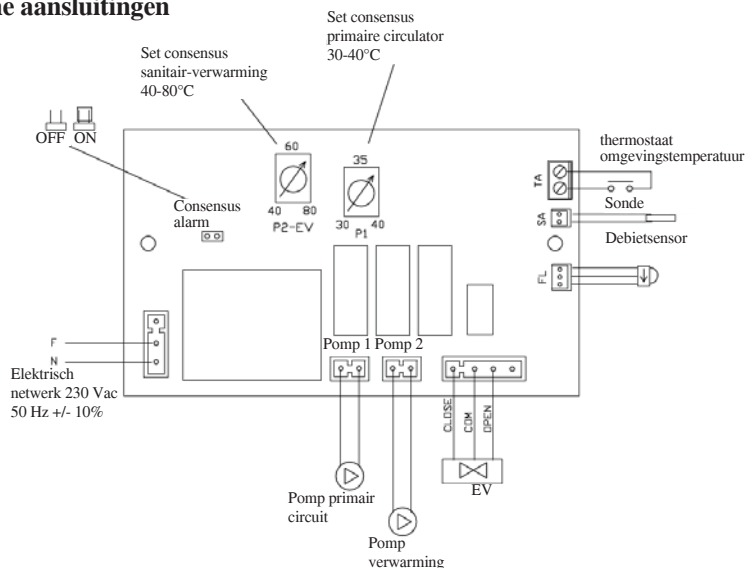 ne aansluitingen
Set consensus
primaire circulator
30-40°C
Set consensus
sanitair-verwarming
40-80°C
OFF ON
60
35
thermostaat
omgevingstemperatuur
TA
Consensus
alarm
40 80
P2-EV
30 40
P1
Sonde
SA
Debietsensor
FL
F
N
Pomp 1 Pomp 2
Elektrisch
netwerk 230 Vac
50 Hz +/- 10%
CLOSE
COM
OPEN
EV
Pomp primair
circuit
Pomp
verwarming